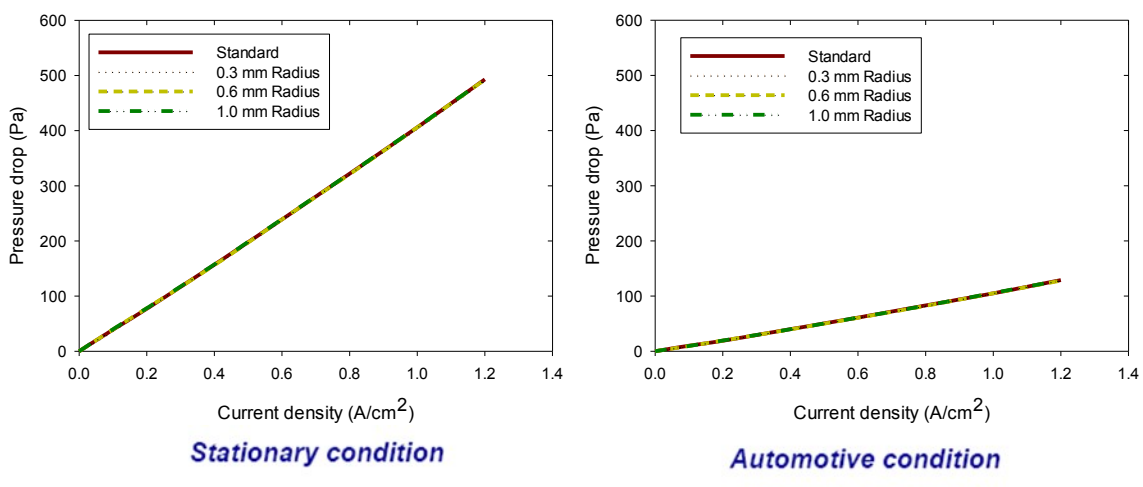 600
500
400
300
200
100
0
Pressure drop (Pa)
Standard
0.3 mm Radius
0.6 mm Radius
1.0 mm Radius
0.0 0.2 0.4 0.6 0.8 1.0 1.2 1.4
Current density (A/cm²)
Stationary condition
600
500
400
300
200
100
0
Pressure drop (Pa)
Standard
0.3 mm Radius
0.6 mm Radius
1.0 mm Radius
0.0 0.2 0.4 0.6 0.8 1.0 1.2 1.4
Current density (A/cm²)
Automotive condition